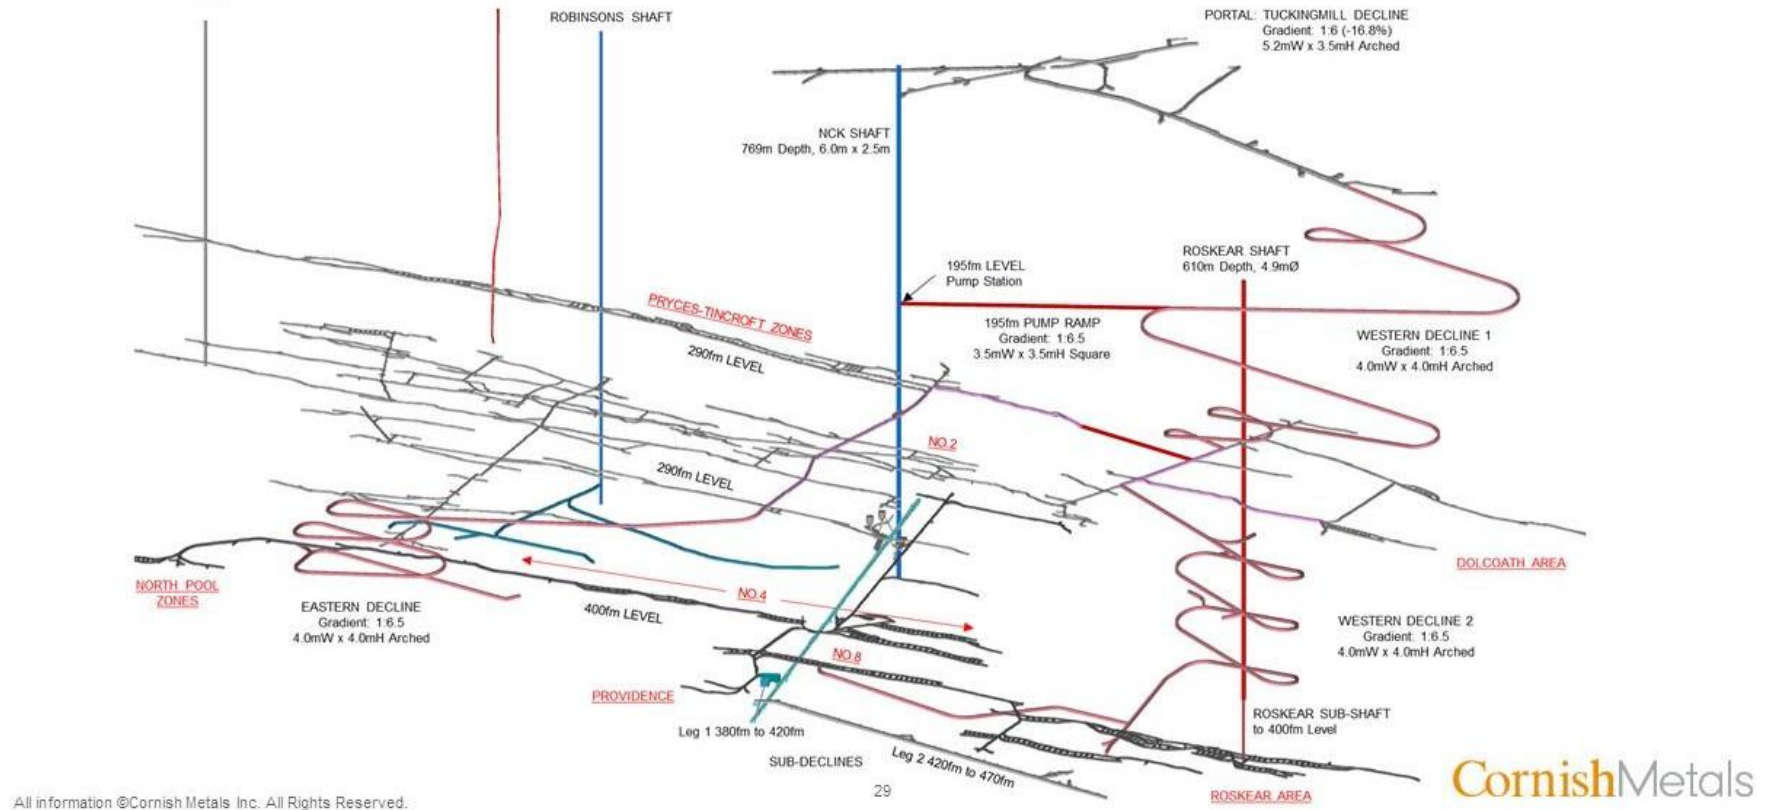 ROBINSONS SHAFT
PORTAL: TUCKINGMILL DECLINE
Gradient: 1:6 (-16.8%)
5.2mW x 3.5mH Arched
NCK SHAFT
769m Depth, 6.0m x 2.5m
ROSKEAR SHAFT
610m Depth, 4.9mØ
195fm LEVEL
Pump Station
PRYCES-TINCROFT ZONES
290fm LEVEL
195fm PUMP RAMP
Gradient: 1:6.5
3.5mW x 3.5mH Square
WESTERN DECLINE 1
Gradient: 1:6.5
4.0mW x 4.0mH Arched
NO.2
290fm LEVEL
DOLCOATH AREA
NORTH POOL
ZONES
NO.4
EASTERN DECLINE
Gradient: 1:6.5
4.0mW x 4.0mH Arched
400fm LEVEL
WESTERN DECLINE 2
Gradient: 1:6.5
4.0mW x 4.0mH Arched
NO.8
PROVIDENCE
ROSKEAR SUB-SHAFT
to 400fm Level
Leg 1 380fm to 420fm
SUB-DECLINES
Leg 2 420fm to 470fm
29
ROSKEAR AREA
CornishMetals
All information ©Cornish Metals Inc. All Rights Reserved.